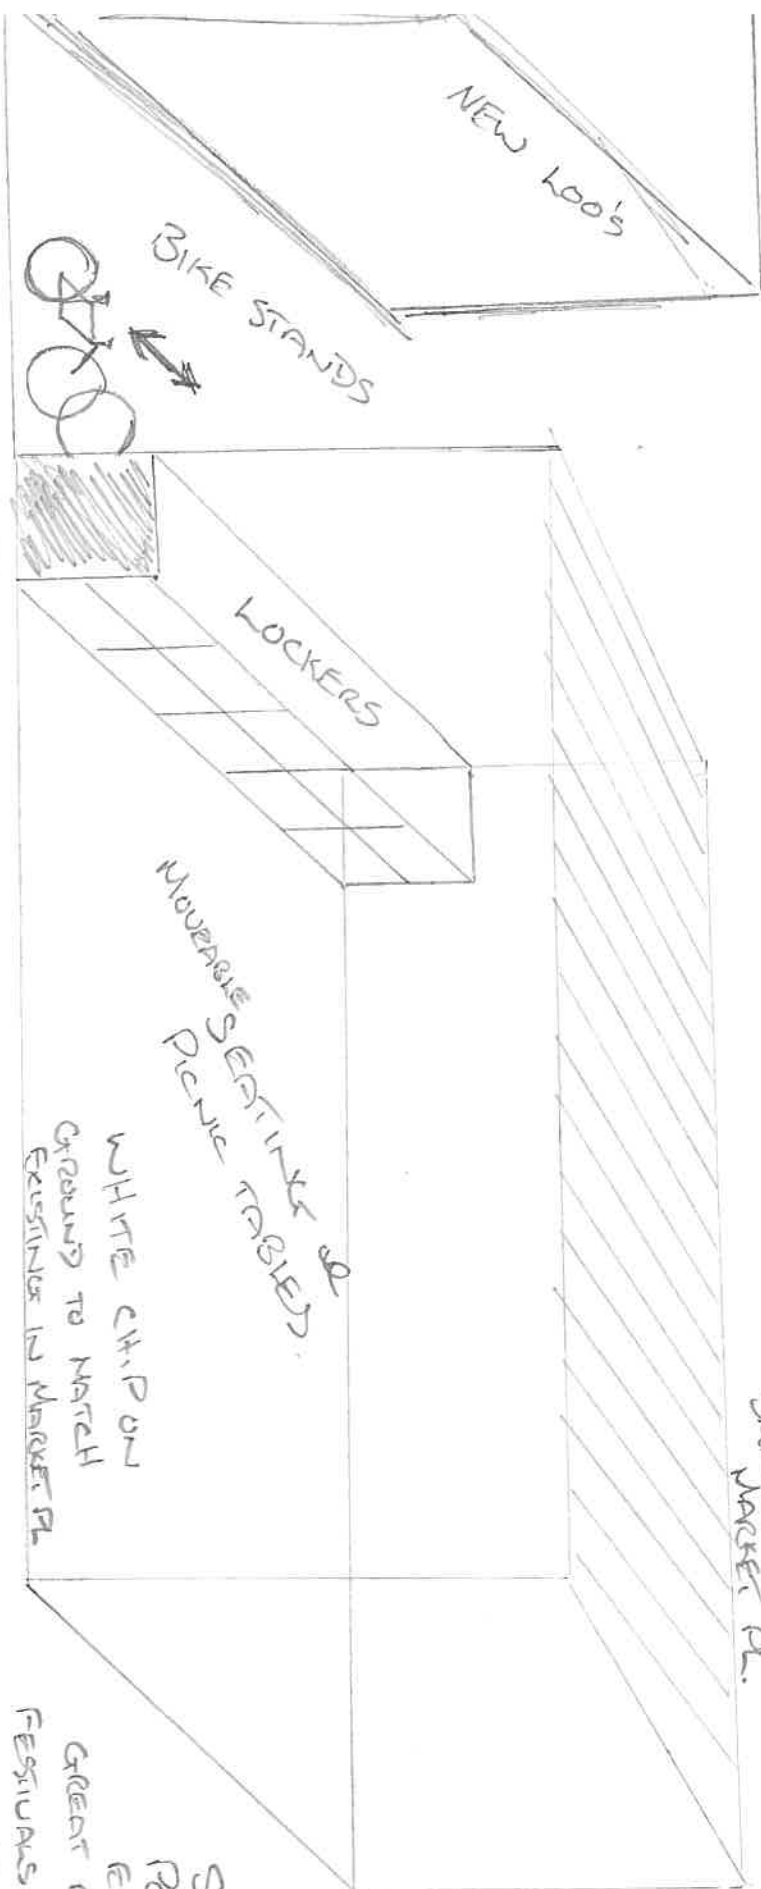 NEW LOO'S
BIKE STANDS
LOCKERS
MOVEABLE SEATING &
PICNIC TABLES.
WHITE CHIP ON
GROUND TO MATCH
EXISTING IN MARKET PL
MARKET PL.
GREAT
FESTIVALS